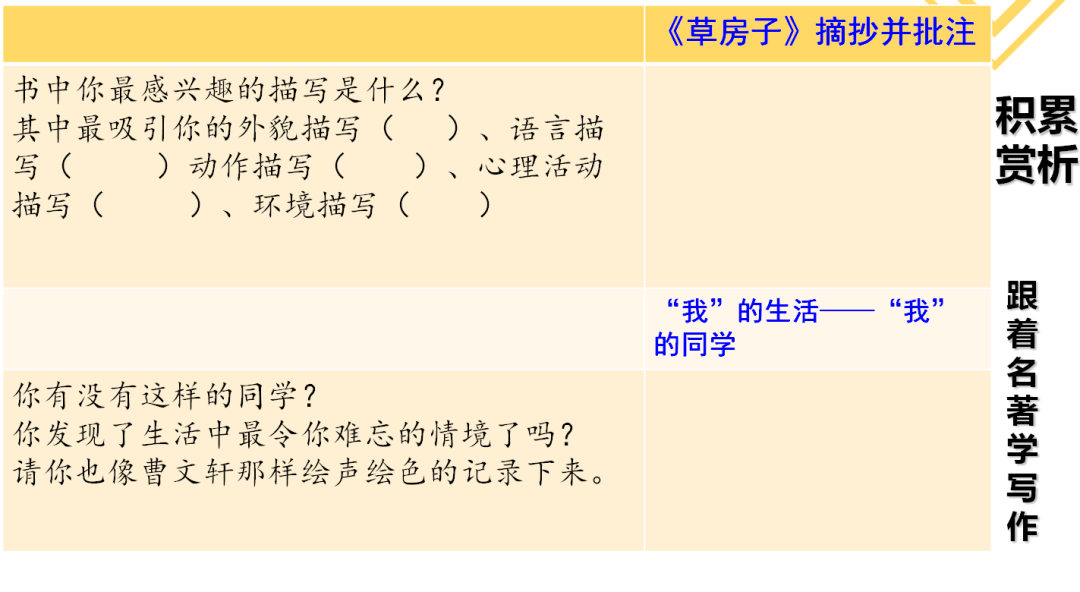 《草房子》摘抄并批注
书中你最感兴趣的描写是什么？
其中最吸引你的外貌描写（ ）、语言描
写（ ）动作描写（ ）、心理活动
描写（ ）、环境描写（ ）
“我”的生活——“我”
的同学
你有没有这样的同学？
你发现了生活中最令你难忘的情境了吗？
请你也像曹文轩那样绘声绘色的记录下来。
积累
赏析
跟着名著学写作